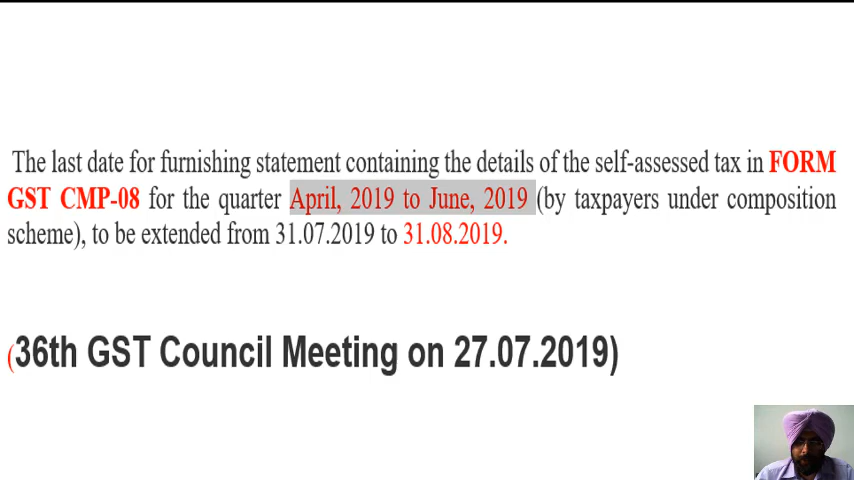 The last date for furnishing statement containing the details of the self-assessed tax in FORM
GST CMP-08 for the quarter April, 2019 to June, 2019 (by taxpayers under composition
scheme), to be extended from 31.07.2019 to 31.08.2019.
(36th GST Council Meeting on 27.07.2019)